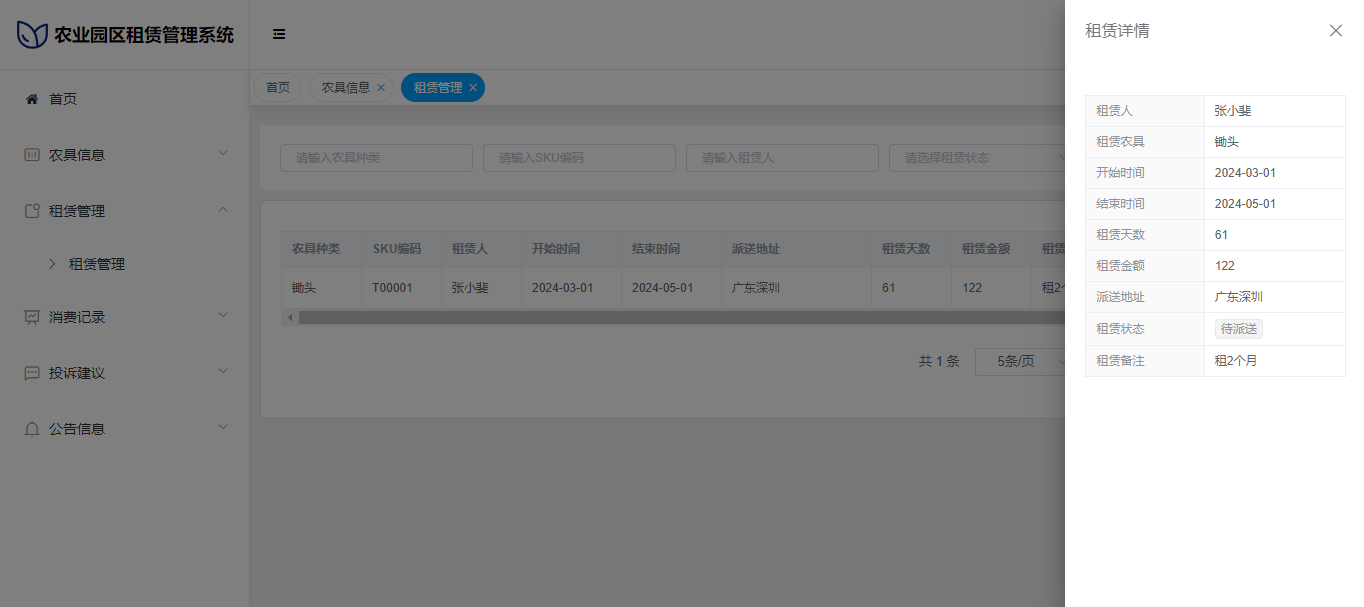 农业园区租赁管理系统
首页
农具信息
租赁管理
租赁管理
消费记录
投诉建议
公告信息
首页 农具信息 租赁管理
请输入农具种类 请输入SKU编码 请输入租赁人 请选择租赁状态
农具种类 SKU编码 租赁人 开始时间 结束时间 派送地址 租赁天数 租赁金额 租赁
锄头 T00001 张小斐 2024-03-01 2024-05-01 广东深圳 61 122 租2个
共 1 条 5条/页
租赁详情
租赁人 张小斐
租赁农具 锄头
开始时间 2024-03-01
结束时间 2024-05-01
租赁天数 61
租赁金额 122
派送地址 广东深圳
租赁状态 待派送
租赁备注 租2个月